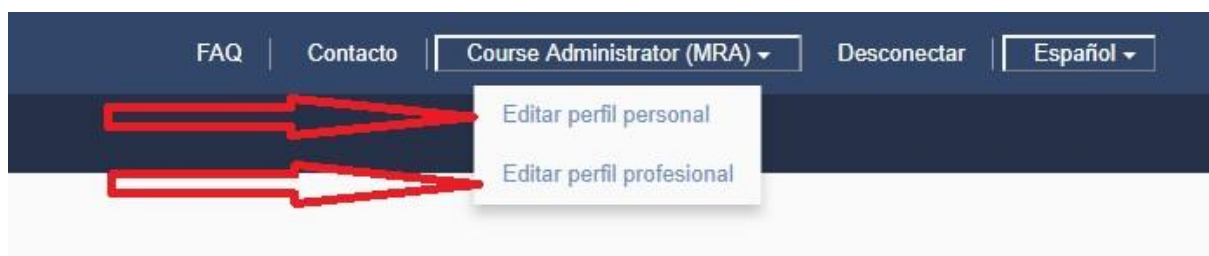 FAQ Contacto Course Administrator (MRA) Desconectar Español
Editar perfil personal
Editar perfil profesional